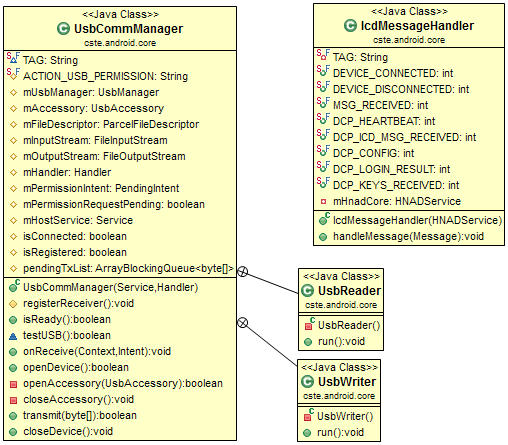 <<Java Class>>
UsbCommManager
cste.android.core
TAG: String
ACTION_USB_PERMISSION: String
mUsbManager: UsbManager
mAccessory: UsbAccessory
mFileDescriptor: ParcelFileDescriptor
mInputStream: FileInputStream
mOutputStream: FileOutputStream
mHandler: Handler
mPermissionIntent: PendingIntent
mPermissionRequestPending: boolean
mHostService: Service
isConnected: boolean
isRegistered: boolean
pendingTxList: ArrayBlockingQueue<byte[]>
UsbCommManager(Service,Handler)
registerReceiver():void
isReady():boolean
testUSB():boolean
onReceive(Context,Intent):void
openDevice():boolean
openAccessory(UsbAccessory):boolean
closeAccessory():void
transmit(byte[]):boolean
closeDevice():void
<<Java Class>>
IcdMessageHandler
cste.android.core
TAG: String
DEVICE_CONNECTED: int
DEVICE_DISCONNECTED: int
MSG_RECEIVED: int
DCP_HEARTBEAT: int
DCP_ICD_MSG_RECEIVED: int
DCP_CONFIG: int
DCP_LOGIN_RESULT: int
DCP_KEYS_RECEIVED: int
mHnadCore: HNADService
IcdMessageHandler(HNADService)
handleMessage(Message):void
<<Java Class>>
UsbReader
cste.android.core
UsbReader()
run():void
<<Java Class>>
UsbWriter
cste.android.core
UsbWriter()
run():void